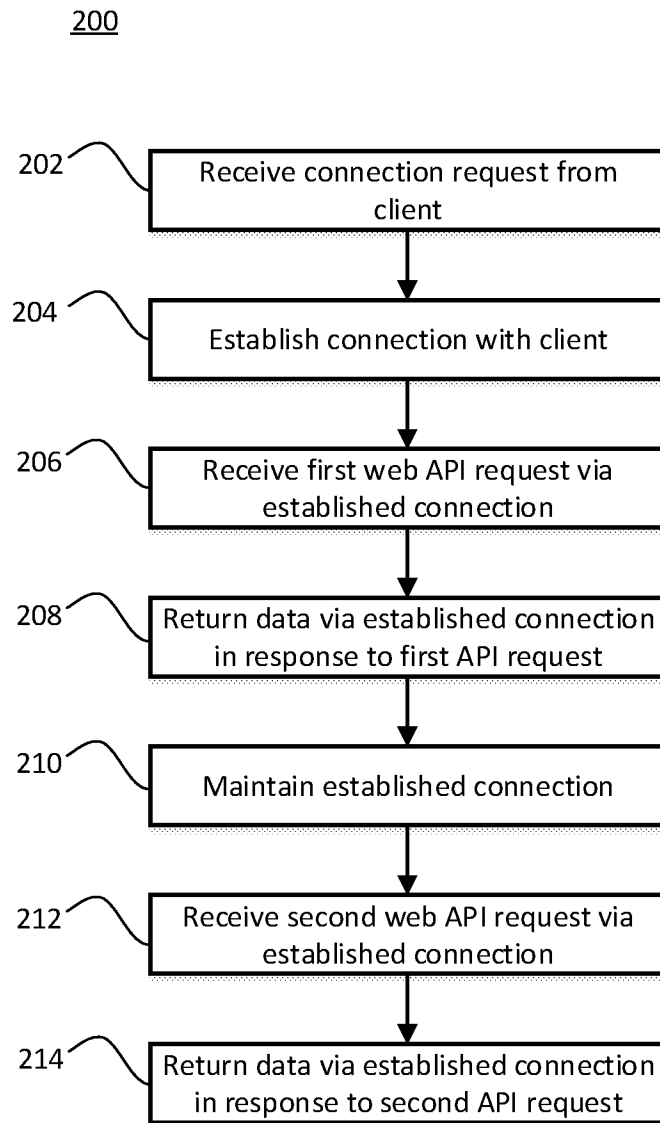 200
202
Receive connection request from
client
204
Establish connection with client
206
Receive first web API request via
established connection
208
Return data via established connection
in response to first API request
210
Maintain established connection
212
Receive second web API request via
established connection
214
Return data via established connection
in response to second API request